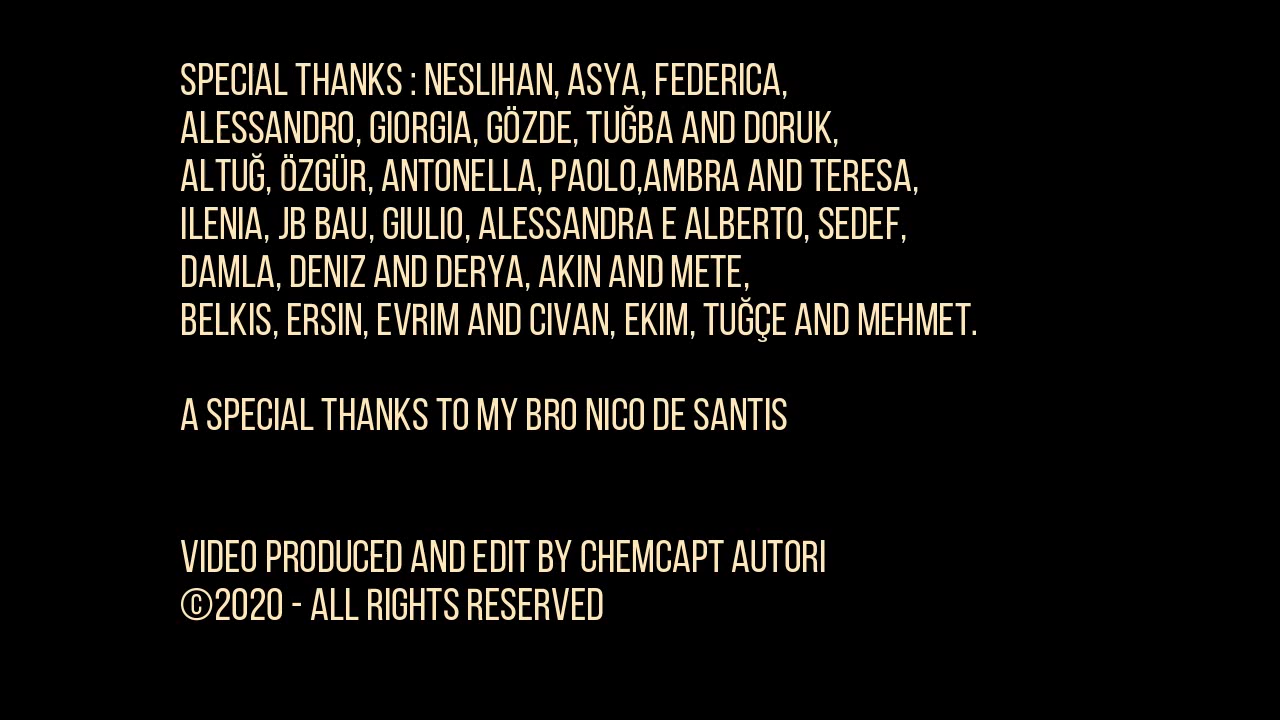 SPECIAL THANKS : NESLIHAN, ASYA, FEDERICA,
ALESSANDRO, GIORGIA, GÖZDE, TUĞBA AND DORUK,
ALTUĞ, ÖZGÜR, ANTONELLA, PAOLO,AMBRA AND TERESA,
ILENIA, JB BAU, GIULIO, ALESSANDRA E ALBERTO, SEDEF,
DAMLA, DENIZ AND DERYA, AKIN AND METE,
BELKIS, ERSIN, EVRIM AND CIVAN, EKIM, TUĞÇE AND MEHMET.
A SPECIAL THANKS TO MY BRO NICO DE SANTIS
VIDEO PRODUCED AND EDIT BY CHEMCAPT AUTORI
©2020 - ALL RIGHTS RESERVED